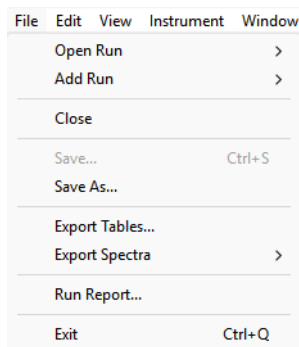 File Edit View Instrument Window
Open Run
Add Run
Close
Save... Ctrl+S
Save As...
Export Tables...
Export Spectra
Run Report...
Exit Ctrl+Q